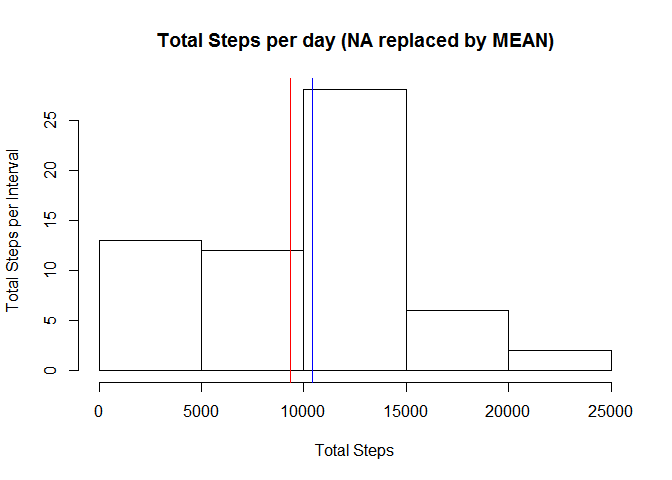 Total Steps per day (NA replaced by MEAN)
Total Steps per Interval
25
20
15
10
5
0
0 5000 10000 15000 20000 25000
Total Steps